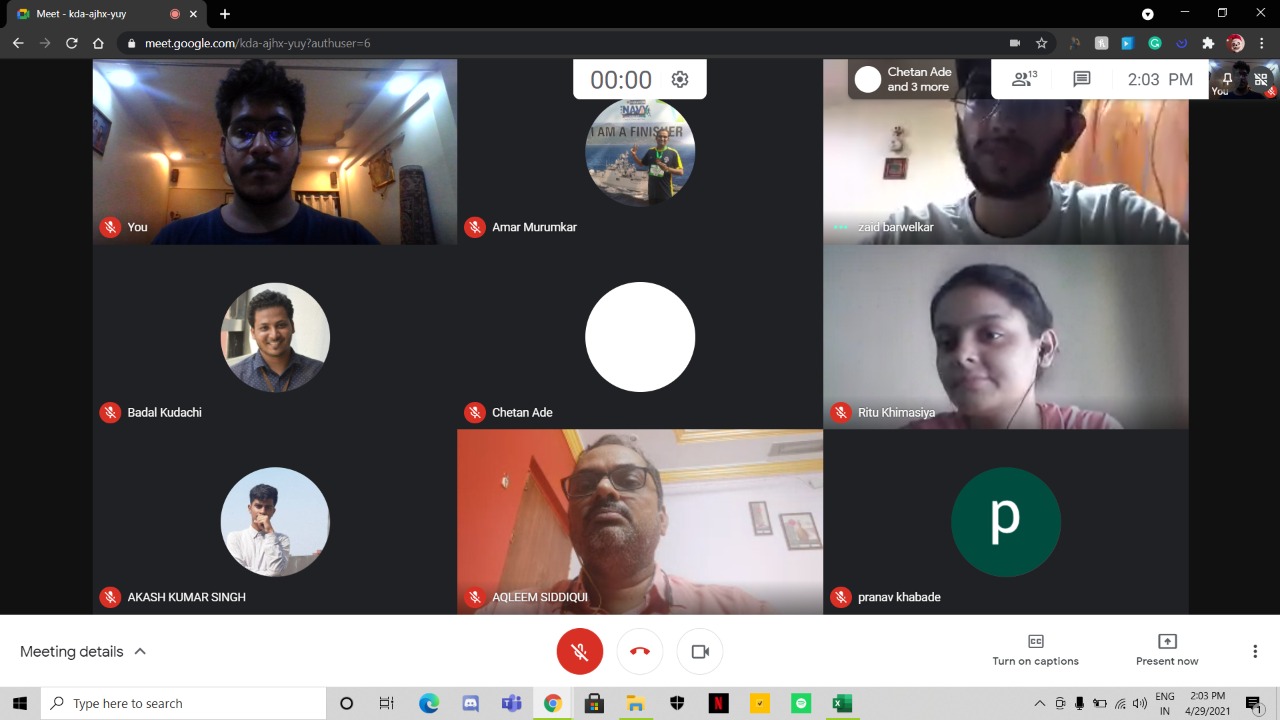 Meet - kda-ajhx-yuy
meet.google.com/kda-ajhx-yuy?authuser=6
00:00
Chetan Ade
and 3 more
13
2:03 PM
You
NAVY
I AM A FINISHER
You
Amar Murumkar
zaid barwelkar
Badal Kudachi
Chetan Ade
Ritu Khimasiya
p
AKASH KUMAR SINGH
AQLEEM SIDDIQUI
pranav khabade
Meeting details
CC
Turn on captions
Present now
Type here to search
N
ENG
IN
2:03 PM
4/29/2021
1